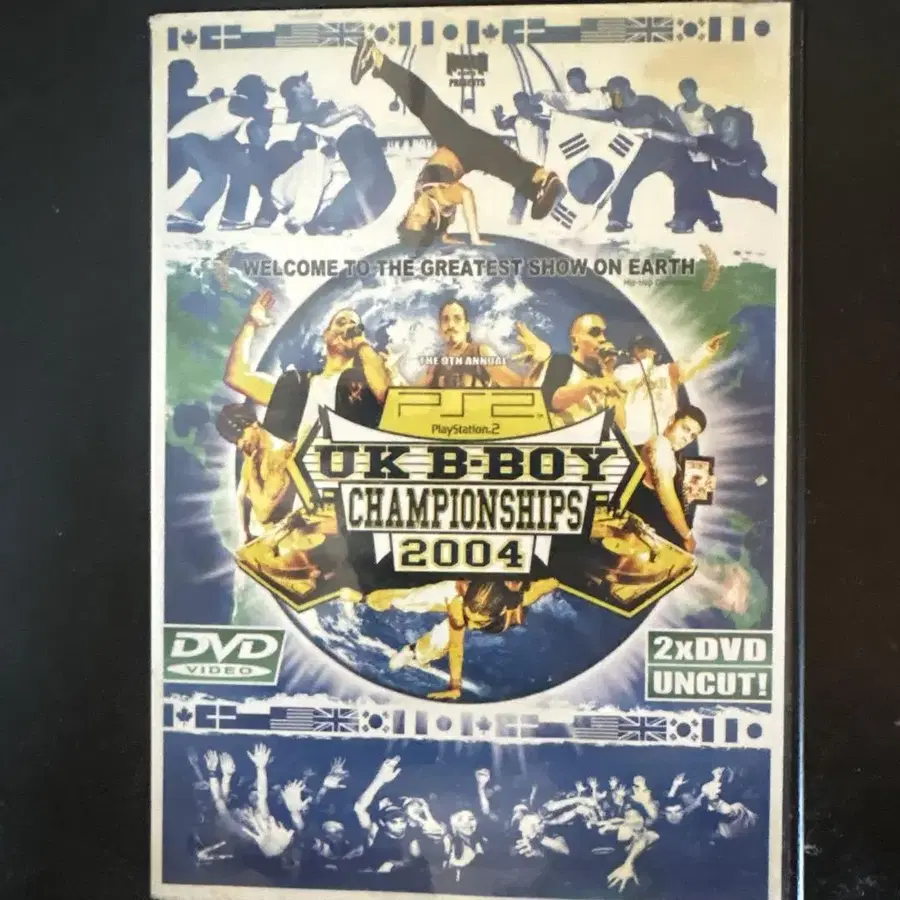 PRESENTS
WELCOME TO THE GREATEST SHOW ON EARTH
THE 9TH ANNUAL
PS2
PlayStation.2
UK B-BOY
CHAMPIONSHIPS
2004
DVD
VIDEO
2xDVD
UNCUT!